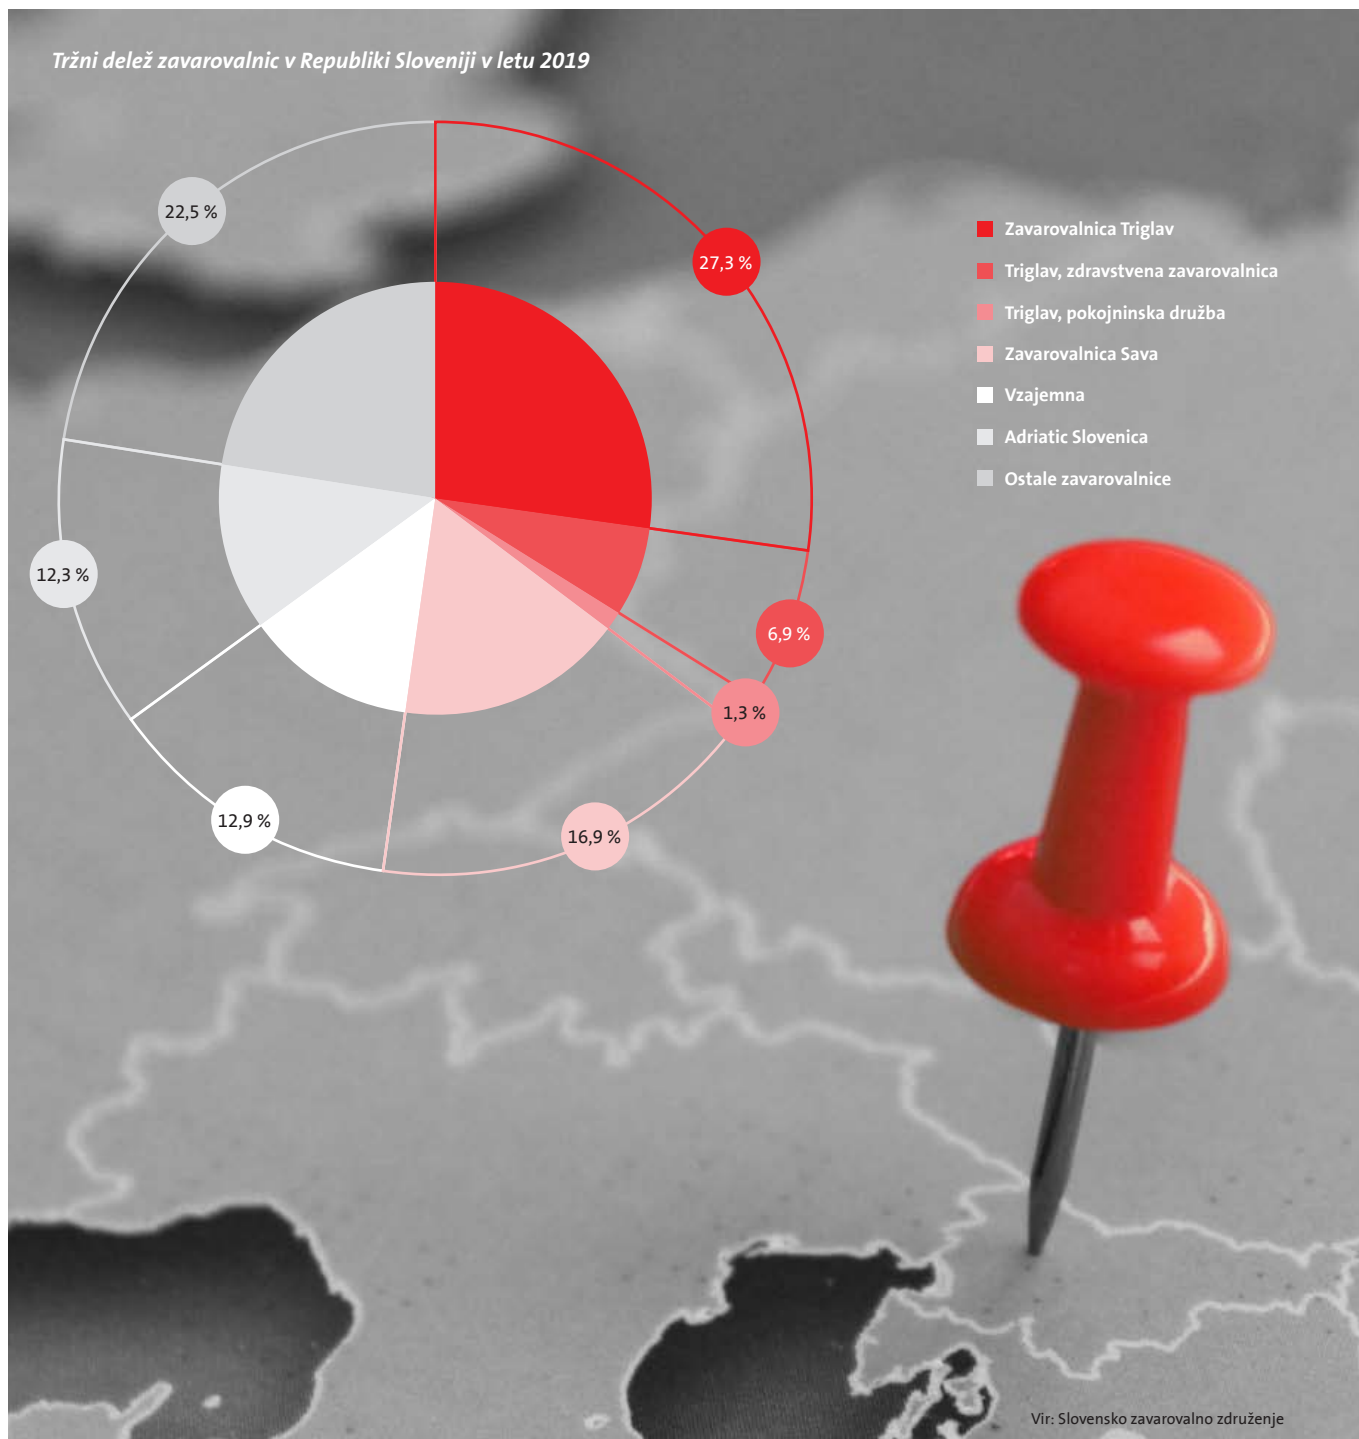 Tržni delež zavarovalnic v Republiki Sloveniji v letu 2019
22,5 %
27,3 %
12,3 %
6,9 %
1,3 %
12,9 %
16,9 %
Zavarovalnica Triglav
Triglav, zdravstvena zavarovalnica
Triglav, pokojninska družba
Zavarovalnica Sava
Vzajemna
Adriatic Slovenica
Ostale zavarovalnice
Vir: Slovensko zavarovalno združenje